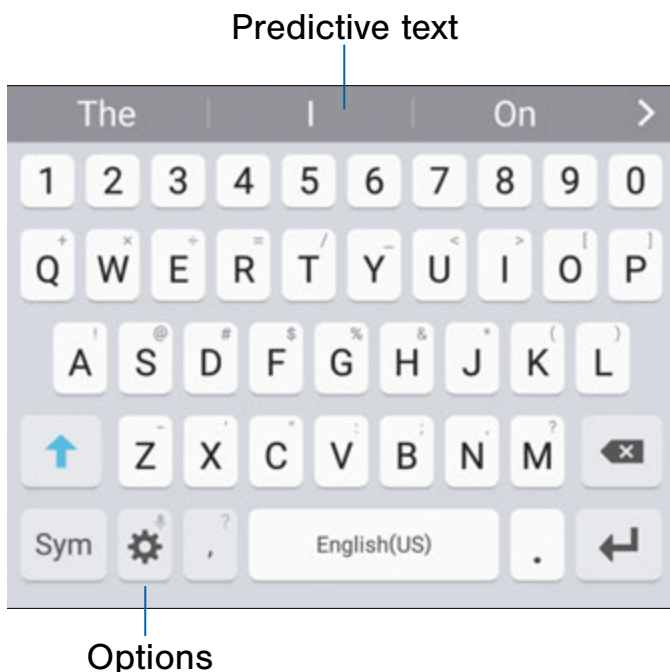 Predictive text
The I On >
1 2 3 4 5 6 7 8 9 0
+ × ÷ = / _ < > [ ]
Q W E R T Y U I O P
! @ # $ % & * ( )
A S D F G H J K L
- ' " : ; , ?
Z X C V B N M
?
Sym , English(US) .
Options